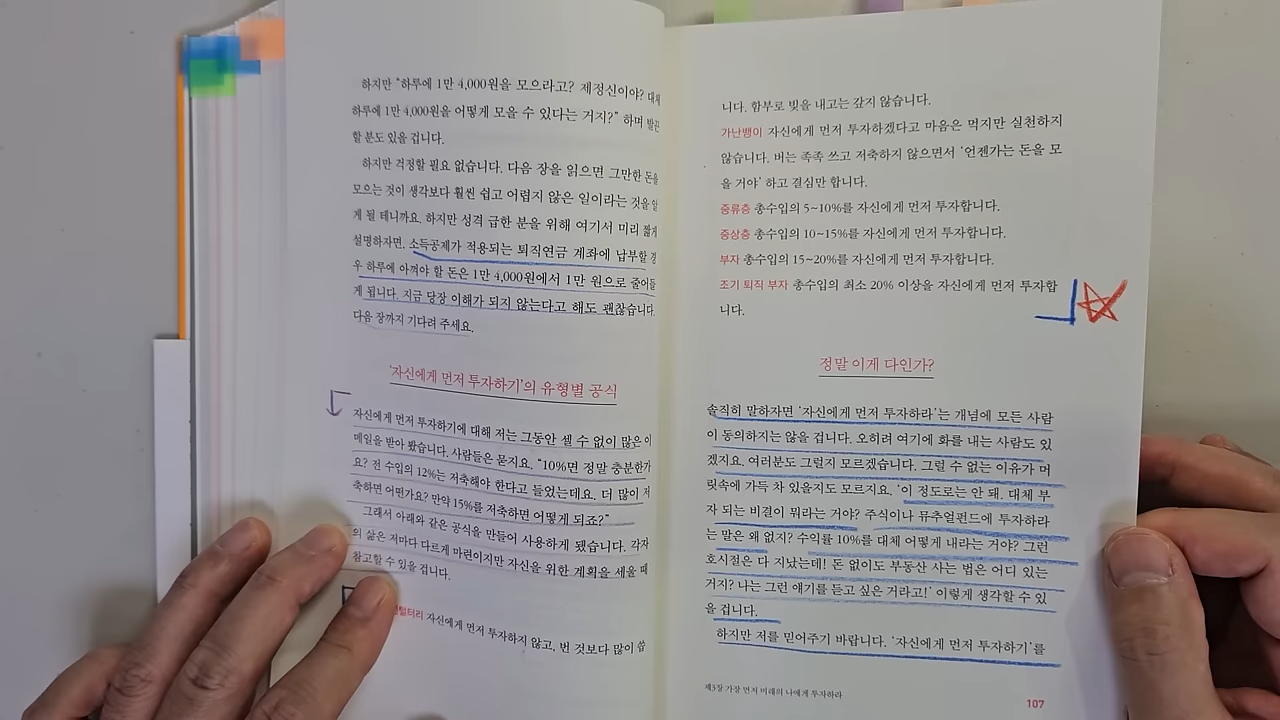 하지만 “하루에 1만 4,000원을 모으라고? 제정신이야? 대체
하루에 1만 4,000원을 어떻게 모을 수 있다는 거지?” 하며 발끈
할 분도 있을 겁니다.
하지만 걱정할 필요 없습니다. 다음 장을 읽으면 그만한 돈을
모으는 것이 생각보다 훨씬 쉽고 어렵지 않은 일이라는 것을 알
게 될 테니까요. 하지만 성격 급한 분을 위해 여기서 미리 짧게
설명하자면, 소득공제가 적용되는 퇴직연금 계좌에 납부할 경
우 하루에 아껴야 할 돈은 1만 4,000원에서 1만 원으로 줄어들
게 됩니다. 지금 당장 이해가 되지 않는다고 해도 괜찮습니다.
다음 장까지 기다려 주세요.
‘자신에게 먼저 투자하기’의 유형별 공식
자신에게 먼저 투자하기에 대해 저는 그동안 셀 수 없이 많은 이
메일을 받아 봤습니다. 사람들은 묻지요. “10%면 정말 충분한가
요? 전 수입의 12%는 저축해야 한다고 들었는데요. 더 많이 저
축하면 어떤가요? 만약 15%를 저축하면 어떻게 되죠?”
그래서 아래와 같은 공식을 만들어 사용하게 됐습니다. 각자
의 삶은 저마다 다르게 마련이지만 자신을 위한 계획을 세울 때
참고할 수 있을 겁니다.
자신에게 먼저 투자하지 않고, 번 것보다 많이 씁
니다. 함부로 빚을 내고는 갚지 않습니다.
가난뱅이 자신에게 먼저 투자하겠다고 마음은 먹지만 실천하지
않습니다. 버는 족족 쓰고 저축하지 않으면서 ‘언젠가는 돈을 모
을 거야’ 하고 결심만 합니다.
중류층 총수입의 5~10%를 자신에게 먼저 투자합니다.
중상층 총수입의 10~15%를 자신에게 먼저 투자합니다.
부자 총수입의 15~20%를 자신에게 먼저 투자합니다.
조기 퇴직 부자 총수입의 최소 20% 이상을 자신에게 먼저 투자합
니다.
정말 이게 다인가?
솔직히 말하자면 ‘자신에게 먼저 투자하라’는 개념에 모든 사람
이 동의하지는 않을 겁니다. 오히려 여기에 화를 내는 사람도 있
겠지요. 여러분도 그럴지 모르겠습니다. 그럴 수 없는 이유가 머
릿속에 가득 차 있을지도 모르지요. ‘이 정도로는 안 돼. 대체 부
자 되는 비결이 뭐라는 거야? 주식이나 뮤추얼펀드에 투자하라
는 말은 왜 없지? 수익률 10%를 대체 어떻게 내라는 거야? 그런
호시절은 다 지났는데! 돈 없이도 부동산 사는 법은 어디 있는
거지? 나는 그런 얘기를 듣고 싶은 거라고!’ 이렇게 생각할 수 있
을 겁니다.
하지만 저를 믿어주기 바랍니다. ‘자신에게 먼저 투자하기’를
제3장 가장 먼저 미래의 나에게 투자하라
107